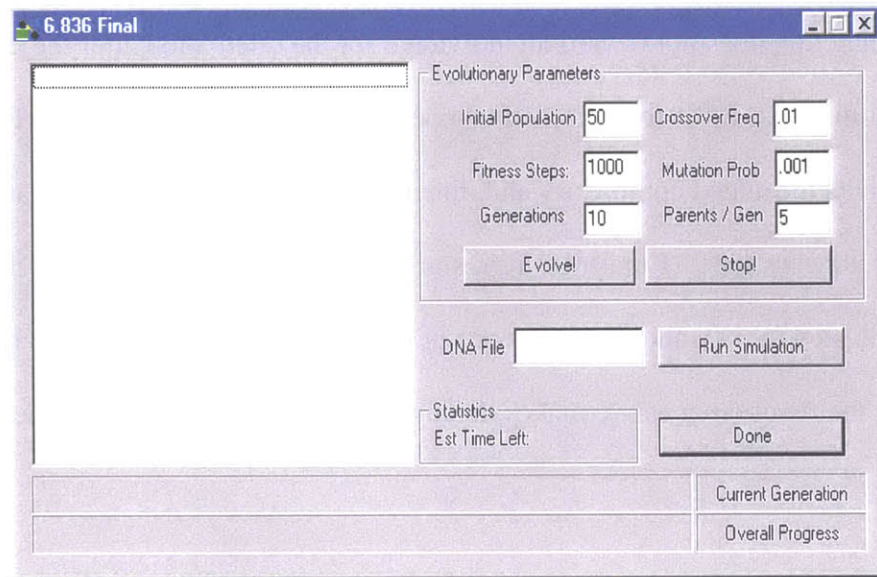 6.836 Final
Evolutionary Parameters
Initial Population 50 Crossover Freq .01
Fitness Steps: 1000 Mutation Prob .001
Generations 10 Parents / Gen 5
Evolve! Stop!
DNA File Run Simulation
Statistics
Est Time Left: Done
Current Generation
Overall Progress